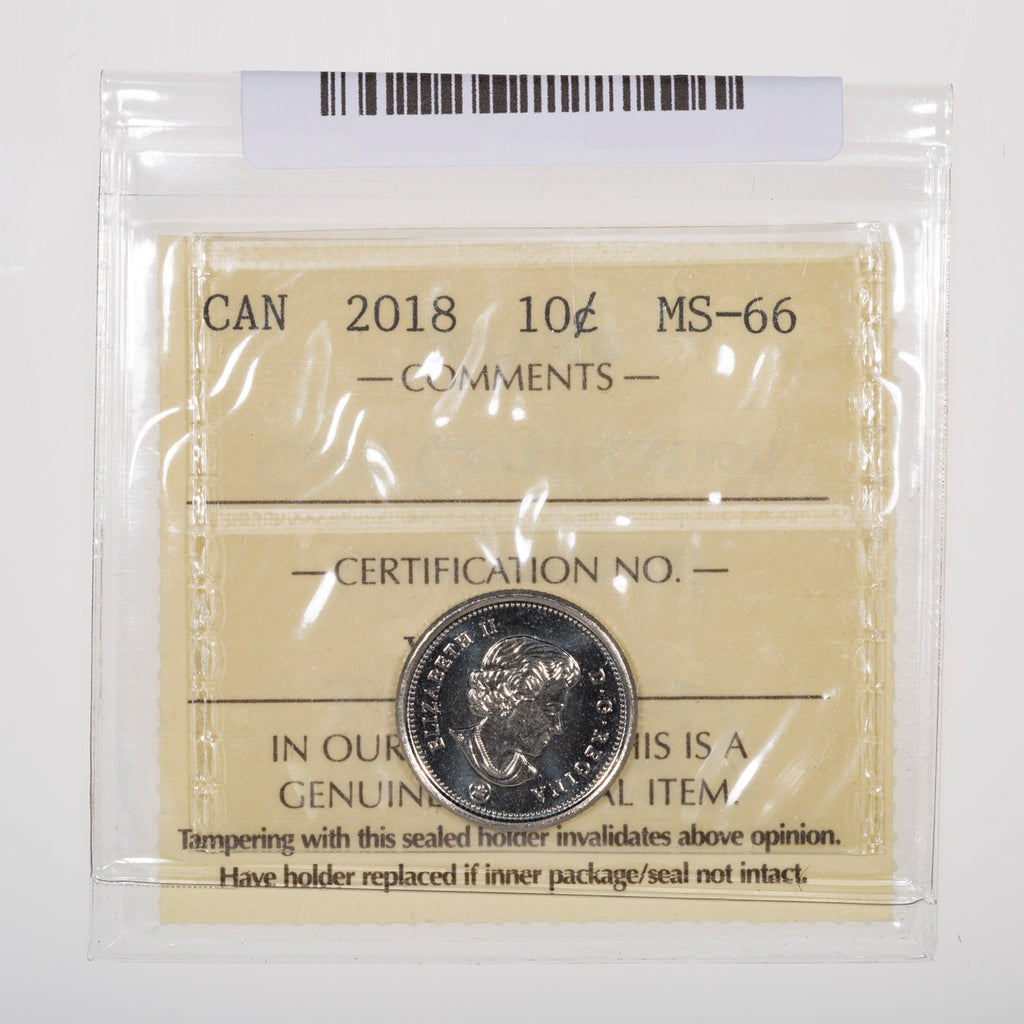 CAN 2018 10¢ MS-66
— COMMENTS —
— CERTIFICATION NO. —
ELIZABETH II D·G·REGINA
IN OUR HIS IS A
GENUIN AL ITEM.
Tampering with this sealed holder invalidates above opinion.
Have holder replaced if inner package/seal not intact.